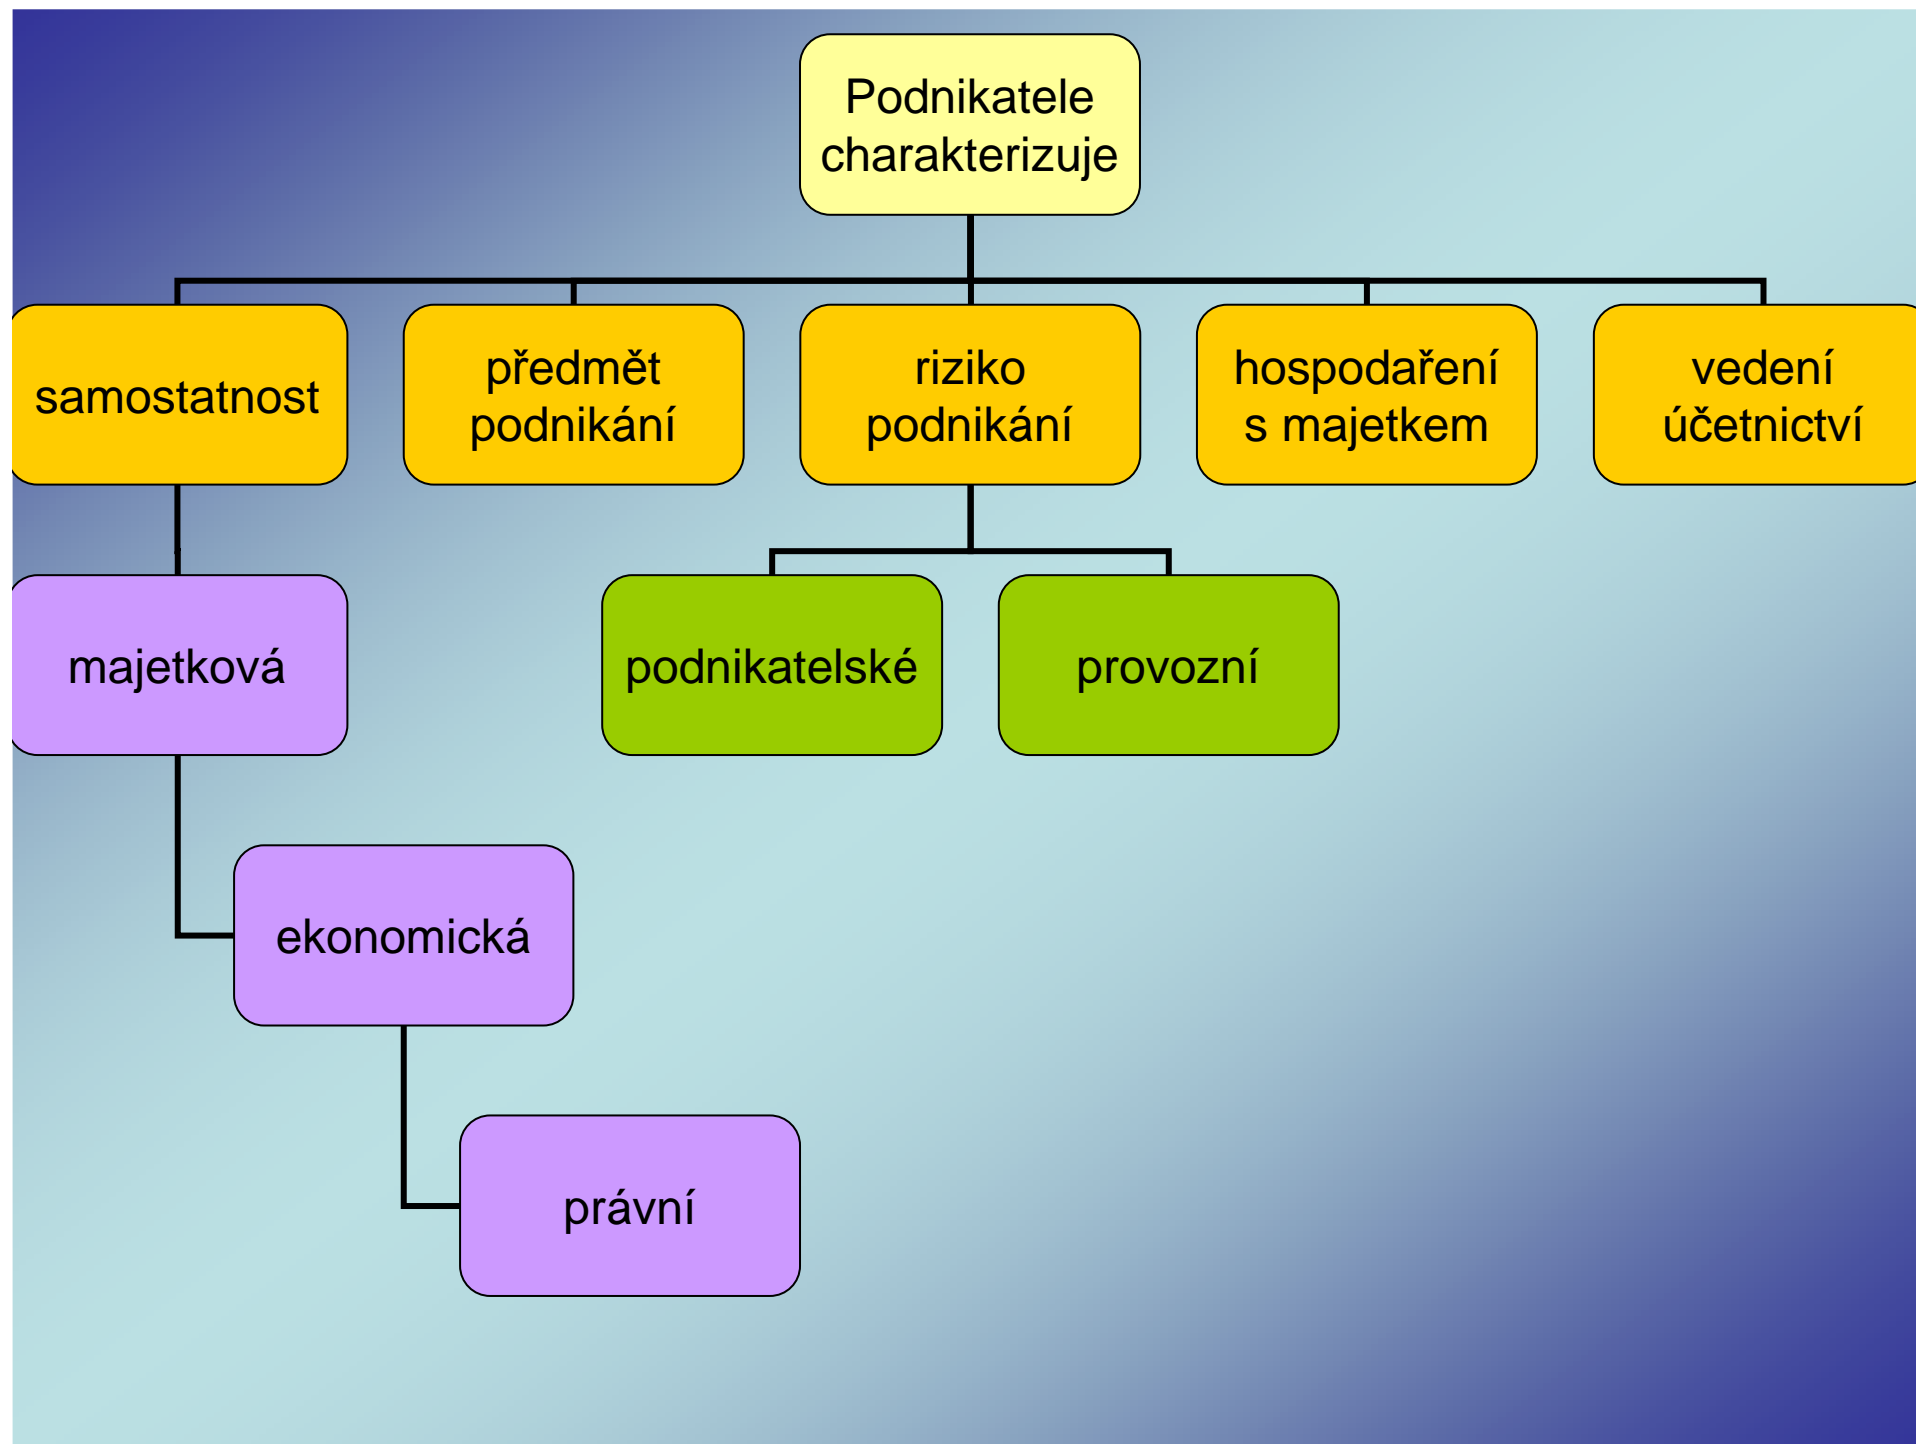 Podnikatele
charakterizuje
samostatnost
předmět
podnikání
riziko
podnikání
hospodaření
s majetkem
vedení
účetnictví
majetková
podnikatelské
provozní
ekonomická
právní